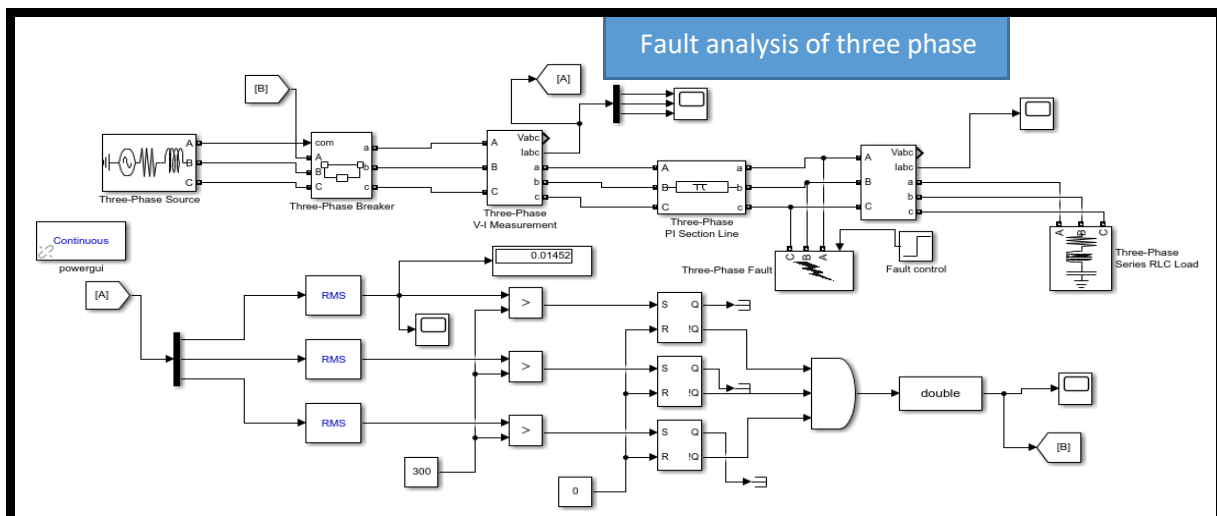 Fault analysis of three phase
[A]
[B]
A
B
C
Three-Phase Source
com
A
B
C
a
b
c
Three-Phase Breaker
A
B
C
Vabc
Iabc
a
b
c
Three-Phase
V-I Measurement
A
B
C
a
b
c
π
Three-Phase
PI Section Line
A
B
C
Vabc
Iabc
a
b
c
C
B
A
Three-Phase Fault
Fault control
A
B
C
Three-Phase
Series RLC Load
Continuous
powergui
0.01452
[A]
RMS
RMS
RMS
>
>
>
300
0
S
R
Q
!Q
S
R
Q
!Q
S
R
Q
!Q
double
[B]